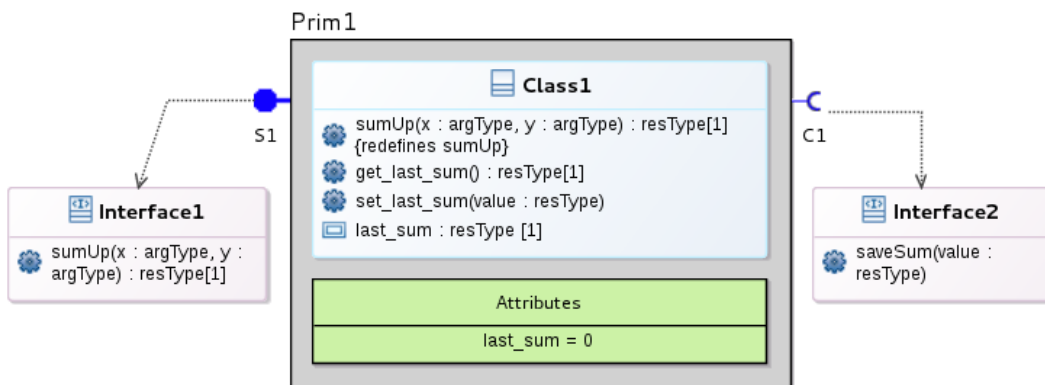 Prim1
Class1
sumUp(x : argType, y : argType) : resType[1]
{redefines sumUp}
get_last_sum() : resType[1]
set_last_sum(value : resType)
last_sum : resType [1]
Attributes
last_sum = 0
S1
C1
<I>
Interface1
sumUp(x : argType, y :
argType) : resType[1]
<I>
Interface2
saveSum(value :
resType)